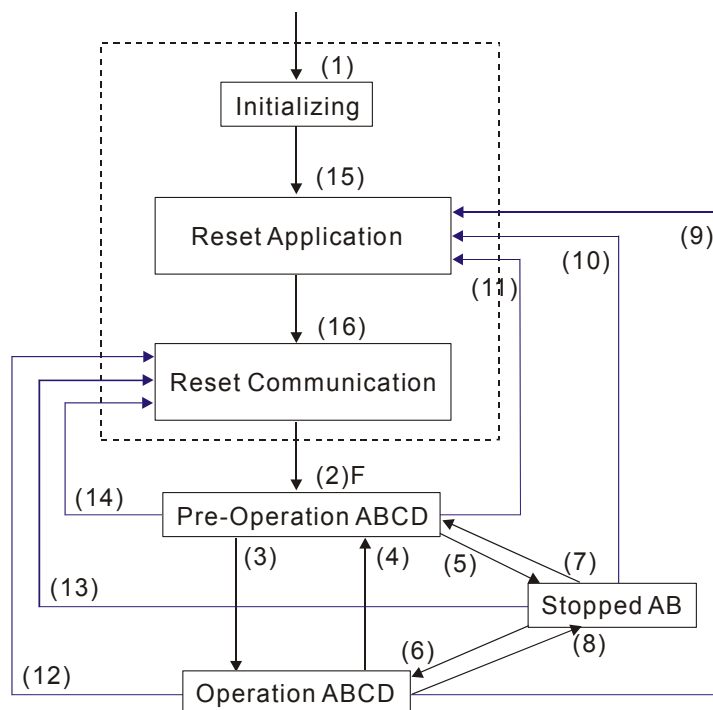 (1)
Initializing
(15)
Reset Application
(9)
(10)
(11)
(16)
Reset Communication
(2)F
(14)
Pre-Operation ABCD
(3)
(4)
(5)
(7)
(13)
Stopped AB
(6)
(8)
(12)
Operation ABCD